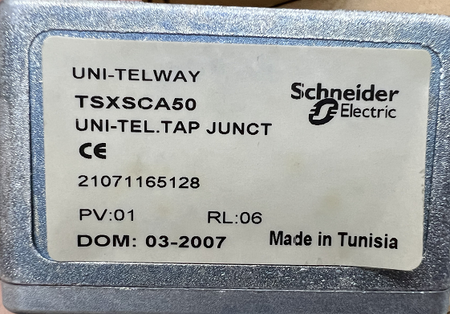 UNI-TELWAY
TSXSCA50
UNI-TEL.TAP JUNCT
Schneider
Electric
CE
21071165128
PV:01 RL:06
DOM: 03-2007 Made in Tunisia